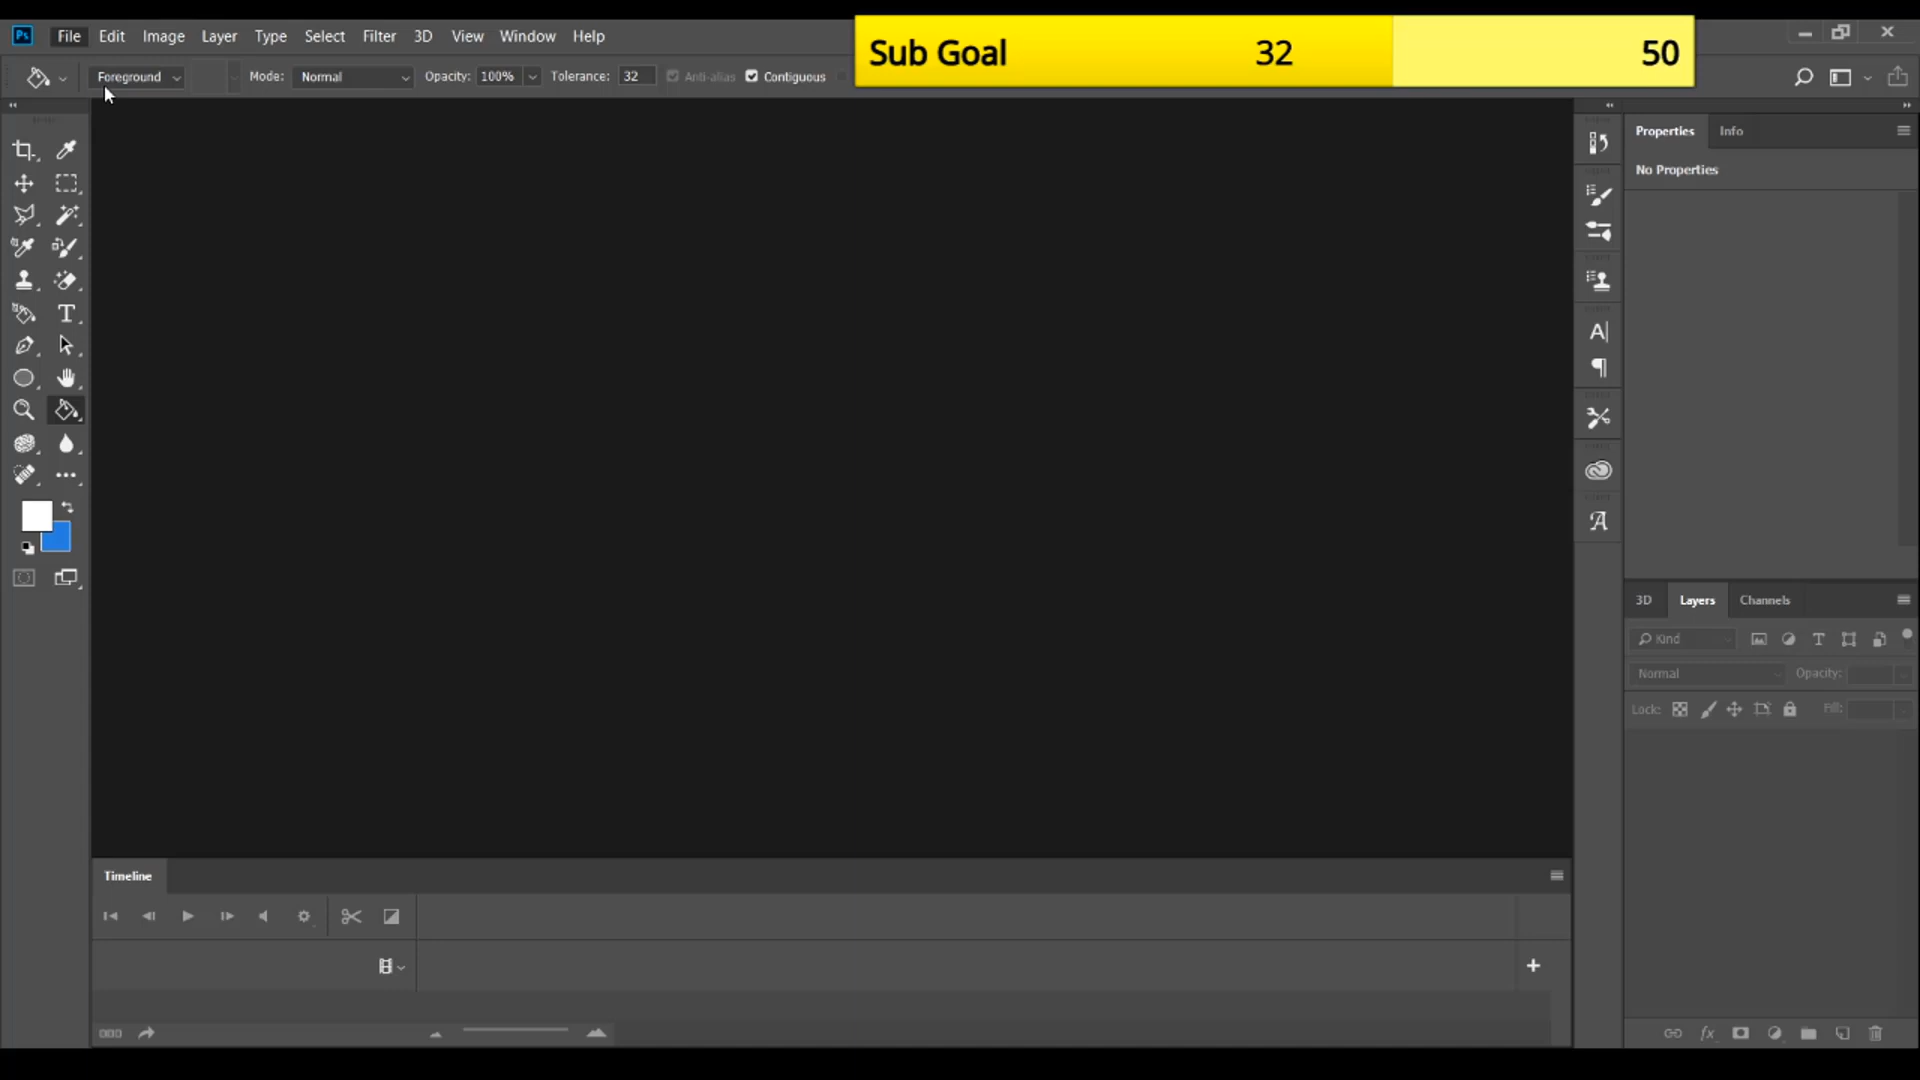 Ps File Edit Image Layer Type Select Filter 3D View Window Help
Sub Goal 32 50
Foreground Mode: Normal Opacity: 100% Tolerance: 32 Anti-alias Contiguous
Properties Info
No Properties
3D Layers Channels
Kind
Normal Opacity:
Lock: Fill:
Timeline